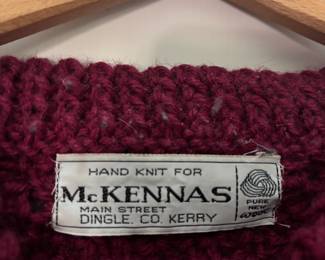 HAND KNIT FOR
McKENNAS
MAIN STREET
DINGLE. CO. KERRY
PURE
NEW
WOOL